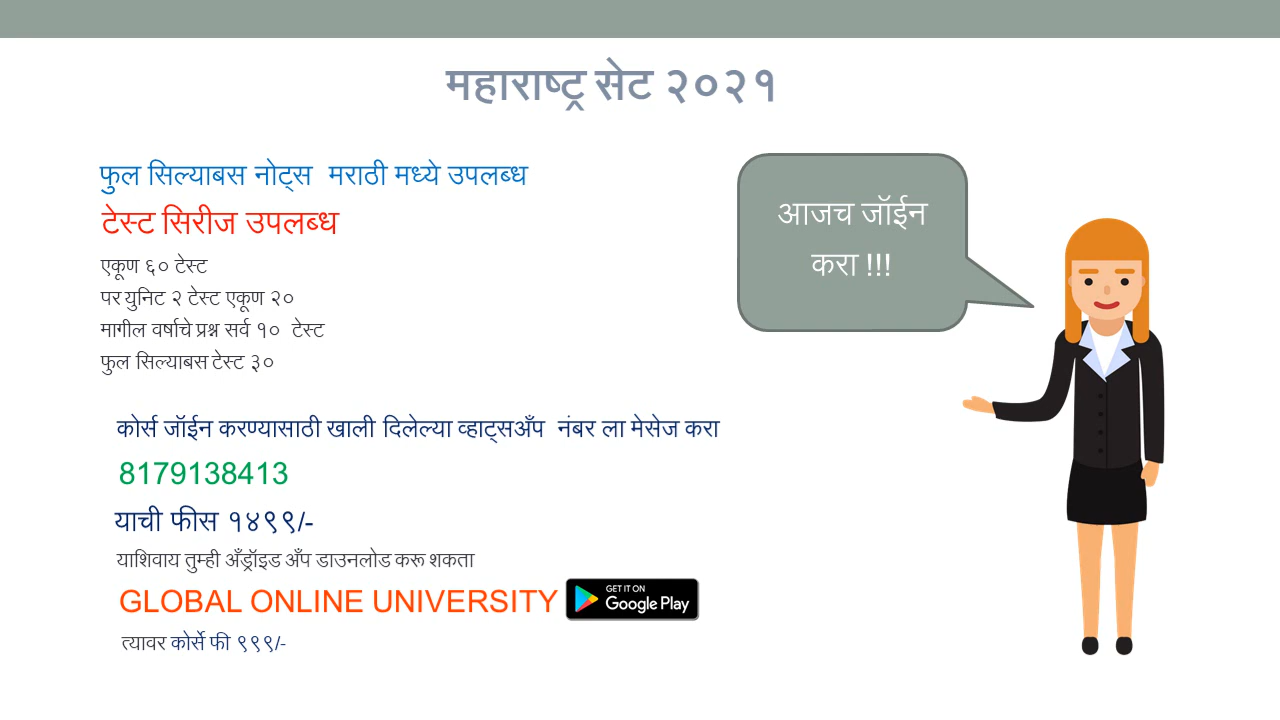 महाराष्ट्र सेट २०२१
फुल सिल्याबस नोट्स मराठी मध्ये उपलब्ध
टेस्ट सिरीज उपलब्ध
एकूण ६० टेस्ट
पर युनिट २ टेस्ट एकूण २०
मागील वर्षाचे प्रश्न सर्व १० टेस्ट
फुल सिल्याबस टेस्ट ३०
आजच जॉईन
करा !!!
कोर्स जॉईन करण्यासाठी खाली दिलेल्या व्हाट्सअँप नंबर ला मेसेज करा
8179138413
याची फीस १४९९/-
याशिवाय तुम्ही अँड्रॉइड अँप डाउनलोड करू शकता
GLOBAL ONLINE UNIVERSITY
GET IT ON
Google Play
त्यावर कोर्से फी ९९९/-